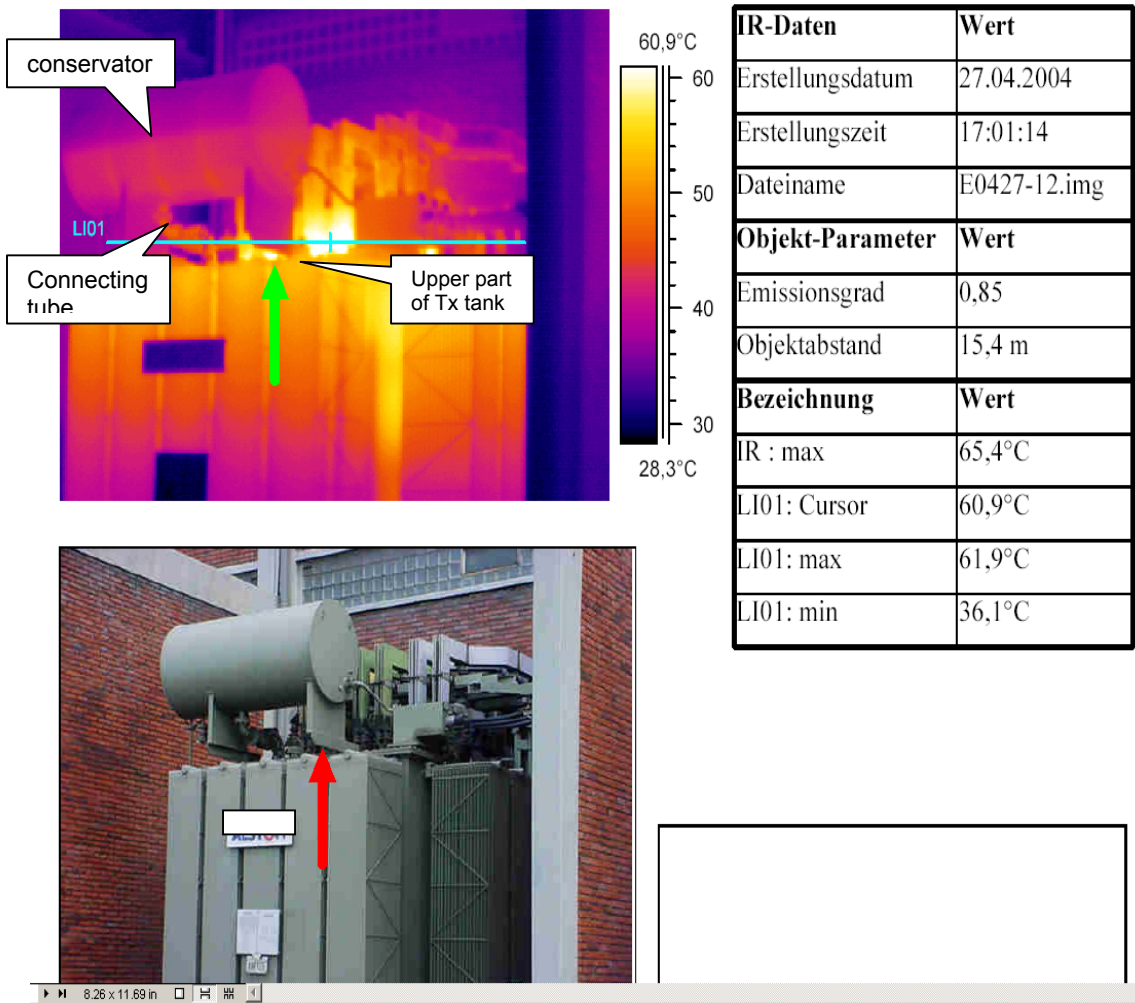 conservator
LI01
Connecting
tube
Upper part
of Tx tank
60,9°C
60
50
40
30
28,3°C
IR-Daten Wert
Erstellungsdatum 27.04.2004
Erstellungszeit 17:01:14
Dateiname E0427-12.img
Objekt-Parameter Wert
Emissionsgrad 0,85
Objektabstand 15,4 m
Bezeichnung Wert
IR : max 65,4°C
LI01: Cursor 60,9°C
LI01: max 61,9°C
LI01: min 36,1°C
8.26 x 11.69 in